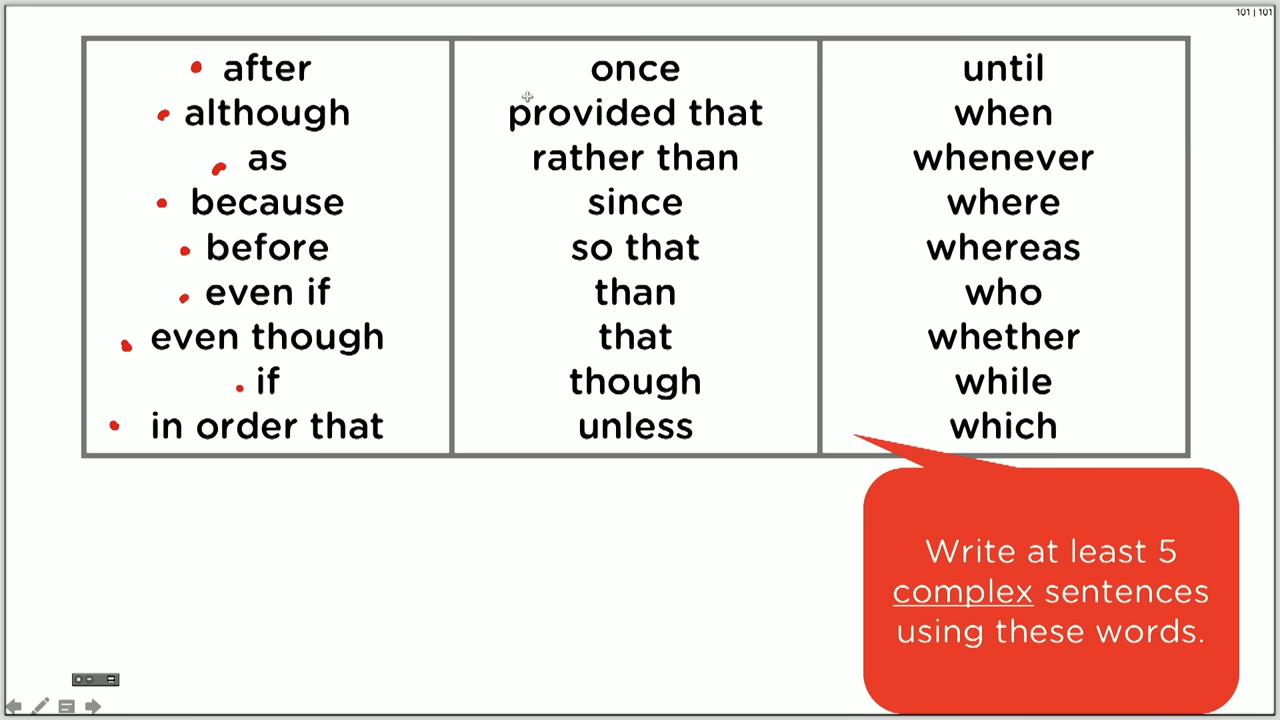 101 | 101
after
although
as
because
before
even if
even though
if
in order that
once
provided that
rather than
since
so that
than
that
though
unless
until
when
whenever
where
whereas
who
whether
while
which
Write at least 5
complex sentences
using these words.